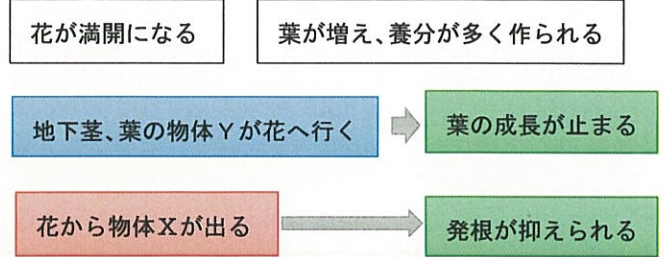 花が満開になる
葉が増え、養分が多く作られる
地下茎、葉の物体Yが花へ行く
葉の成長が止まる
花から物体Xが出る
発根が抑えられる